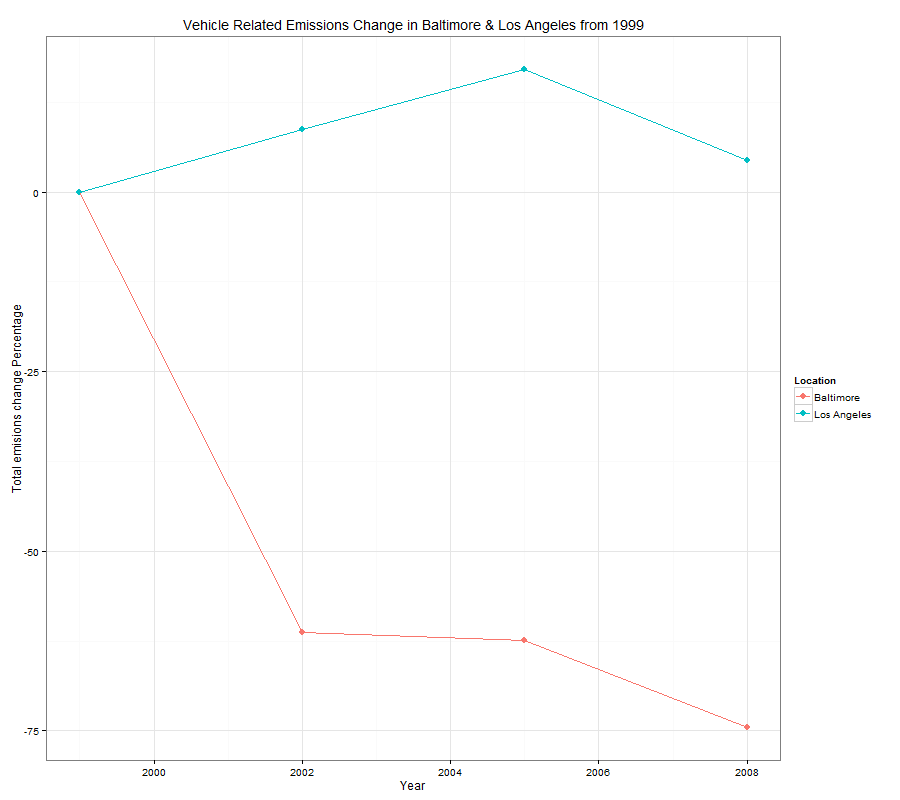 Vehicle Related Emissions Change in Baltimore & Los Angeles from 1999
Total emisions change Percentage
0
-25
-50
-75
2000
2002
2004
2006
2008
Year
Location
Baltimore
Los Angeles